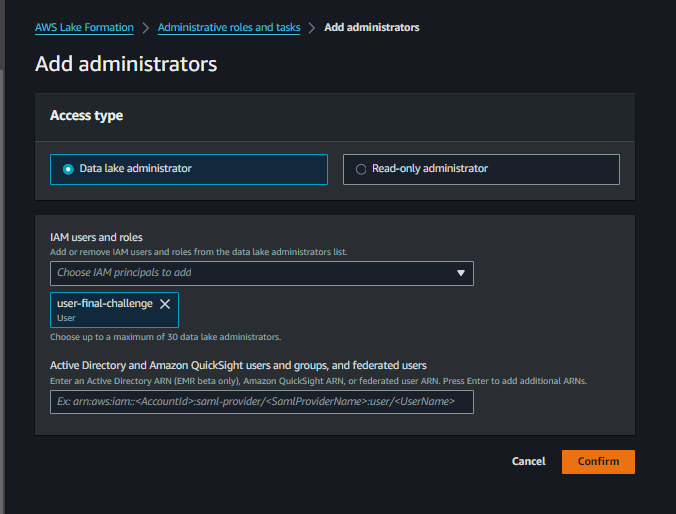 AWS Lake Formation > Administrative roles and tasks > Add administrators
Add administrators
Access type
Data lake administrator
Read-only administrator
IAM users and roles
Add or remove IAM users and roles from the data lake administrators list.
Choose IAM principals to add
user-final-challenge
User
Choose up to a maximum of 30 data lake administrators.
Active Directory and Amazon QuickSight users and groups, and federated users
Enter an Active Directory ARN (EMR beta only), Amazon QuickSight ARN, or federated user ARN. Press Enter to add additional ARNs.
Ex: arn:aws:iam::<AccountId>:saml-provider/<SamlProviderName>:user/<UserName>
Cancel
Confirm